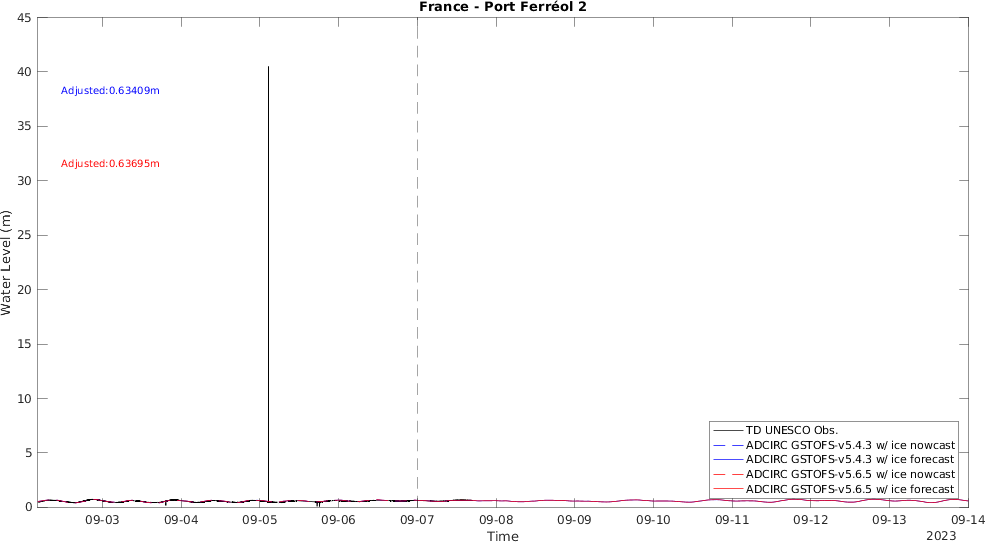 France - Port Ferréol 2
45
40
35
30
25
20
15
10
5
0
Water Level (m)
Adjusted:0.63409m
Adjusted:0.63695m
TD UNESCO Obs.
ADCIRC GSTOFS-v5.4.3 w/ ice nowcast
ADCIRC GSTOFS-v5.4.3 w/ ice forecast
ADCIRC GSTOFS-v5.6.5 w/ ice nowcast
ADCIRC GSTOFS-v5.6.5 w/ ice forecast
09-03 09-04 09-05 09-06 09-07 09-08 09-09 09-10 09-11 09-12 09-13 09-14
Time
2023